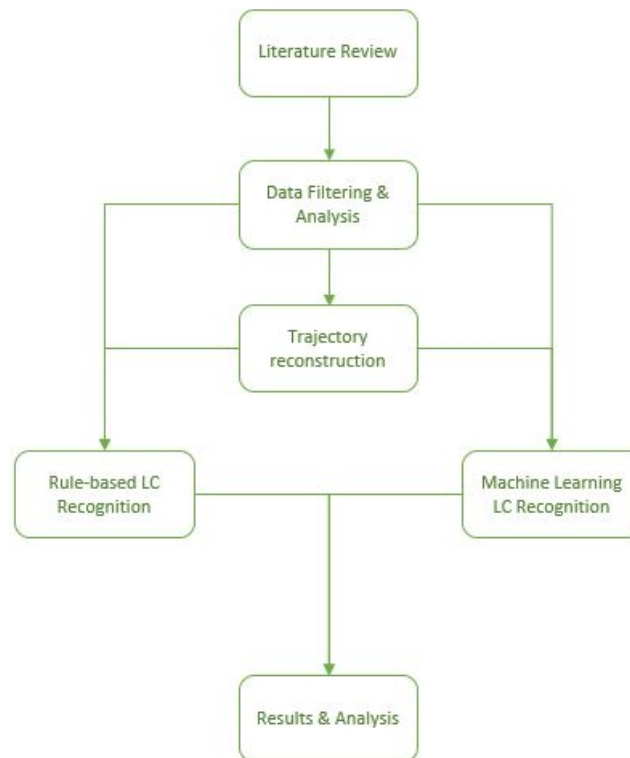 Literature Review
Data Filtering &
Analysis
Trajectory
reconstruction
Rule-based LC
Recognition
Machine Learning
LC Recognition
Results & Analysis